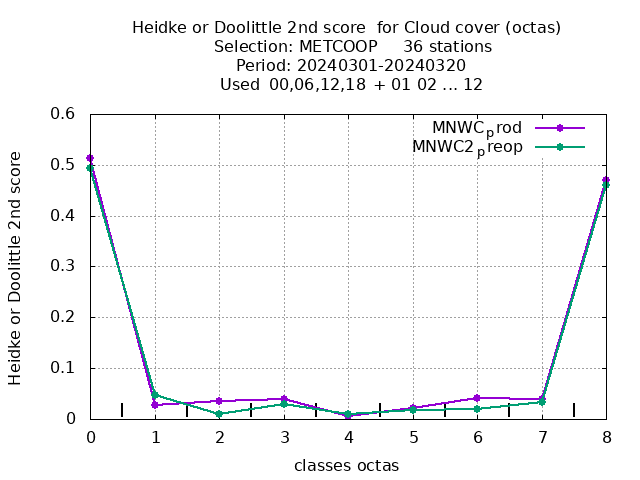 Heidke or Doolittle 2nd score  for Cloud cover (octas)
Selection: METCOOP     36 stations
Period: 20240301-20240320
Used  00,06,12,18  + 01 02 ... 12
MNWCprod
MNWC2preop
Heidke or Doolittle 2nd score
0.6
0.5
0.4
0.3
0.2
0.1
0
0 1 2 3 4 5 6 7 8
classes octas